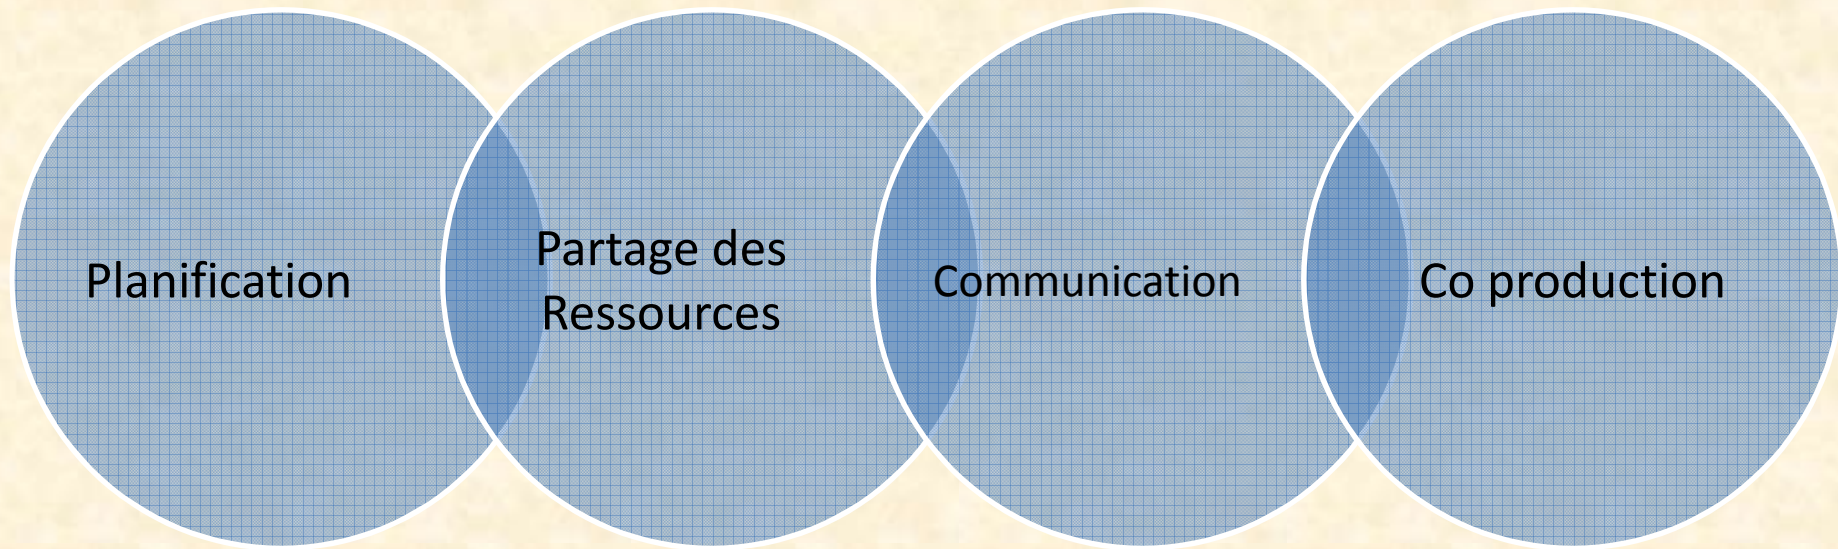 Planification
Partage des
Ressources
Communication
Co production